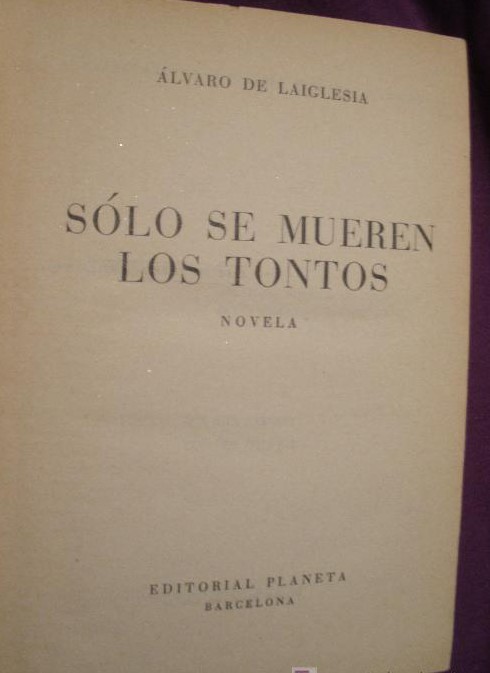 ÁLVARO DE LAIGLESIA
SÓLO SE MUEREN
LOS TONTOS
NOVELA
EDITORIAL PLANETA
BARCELONA